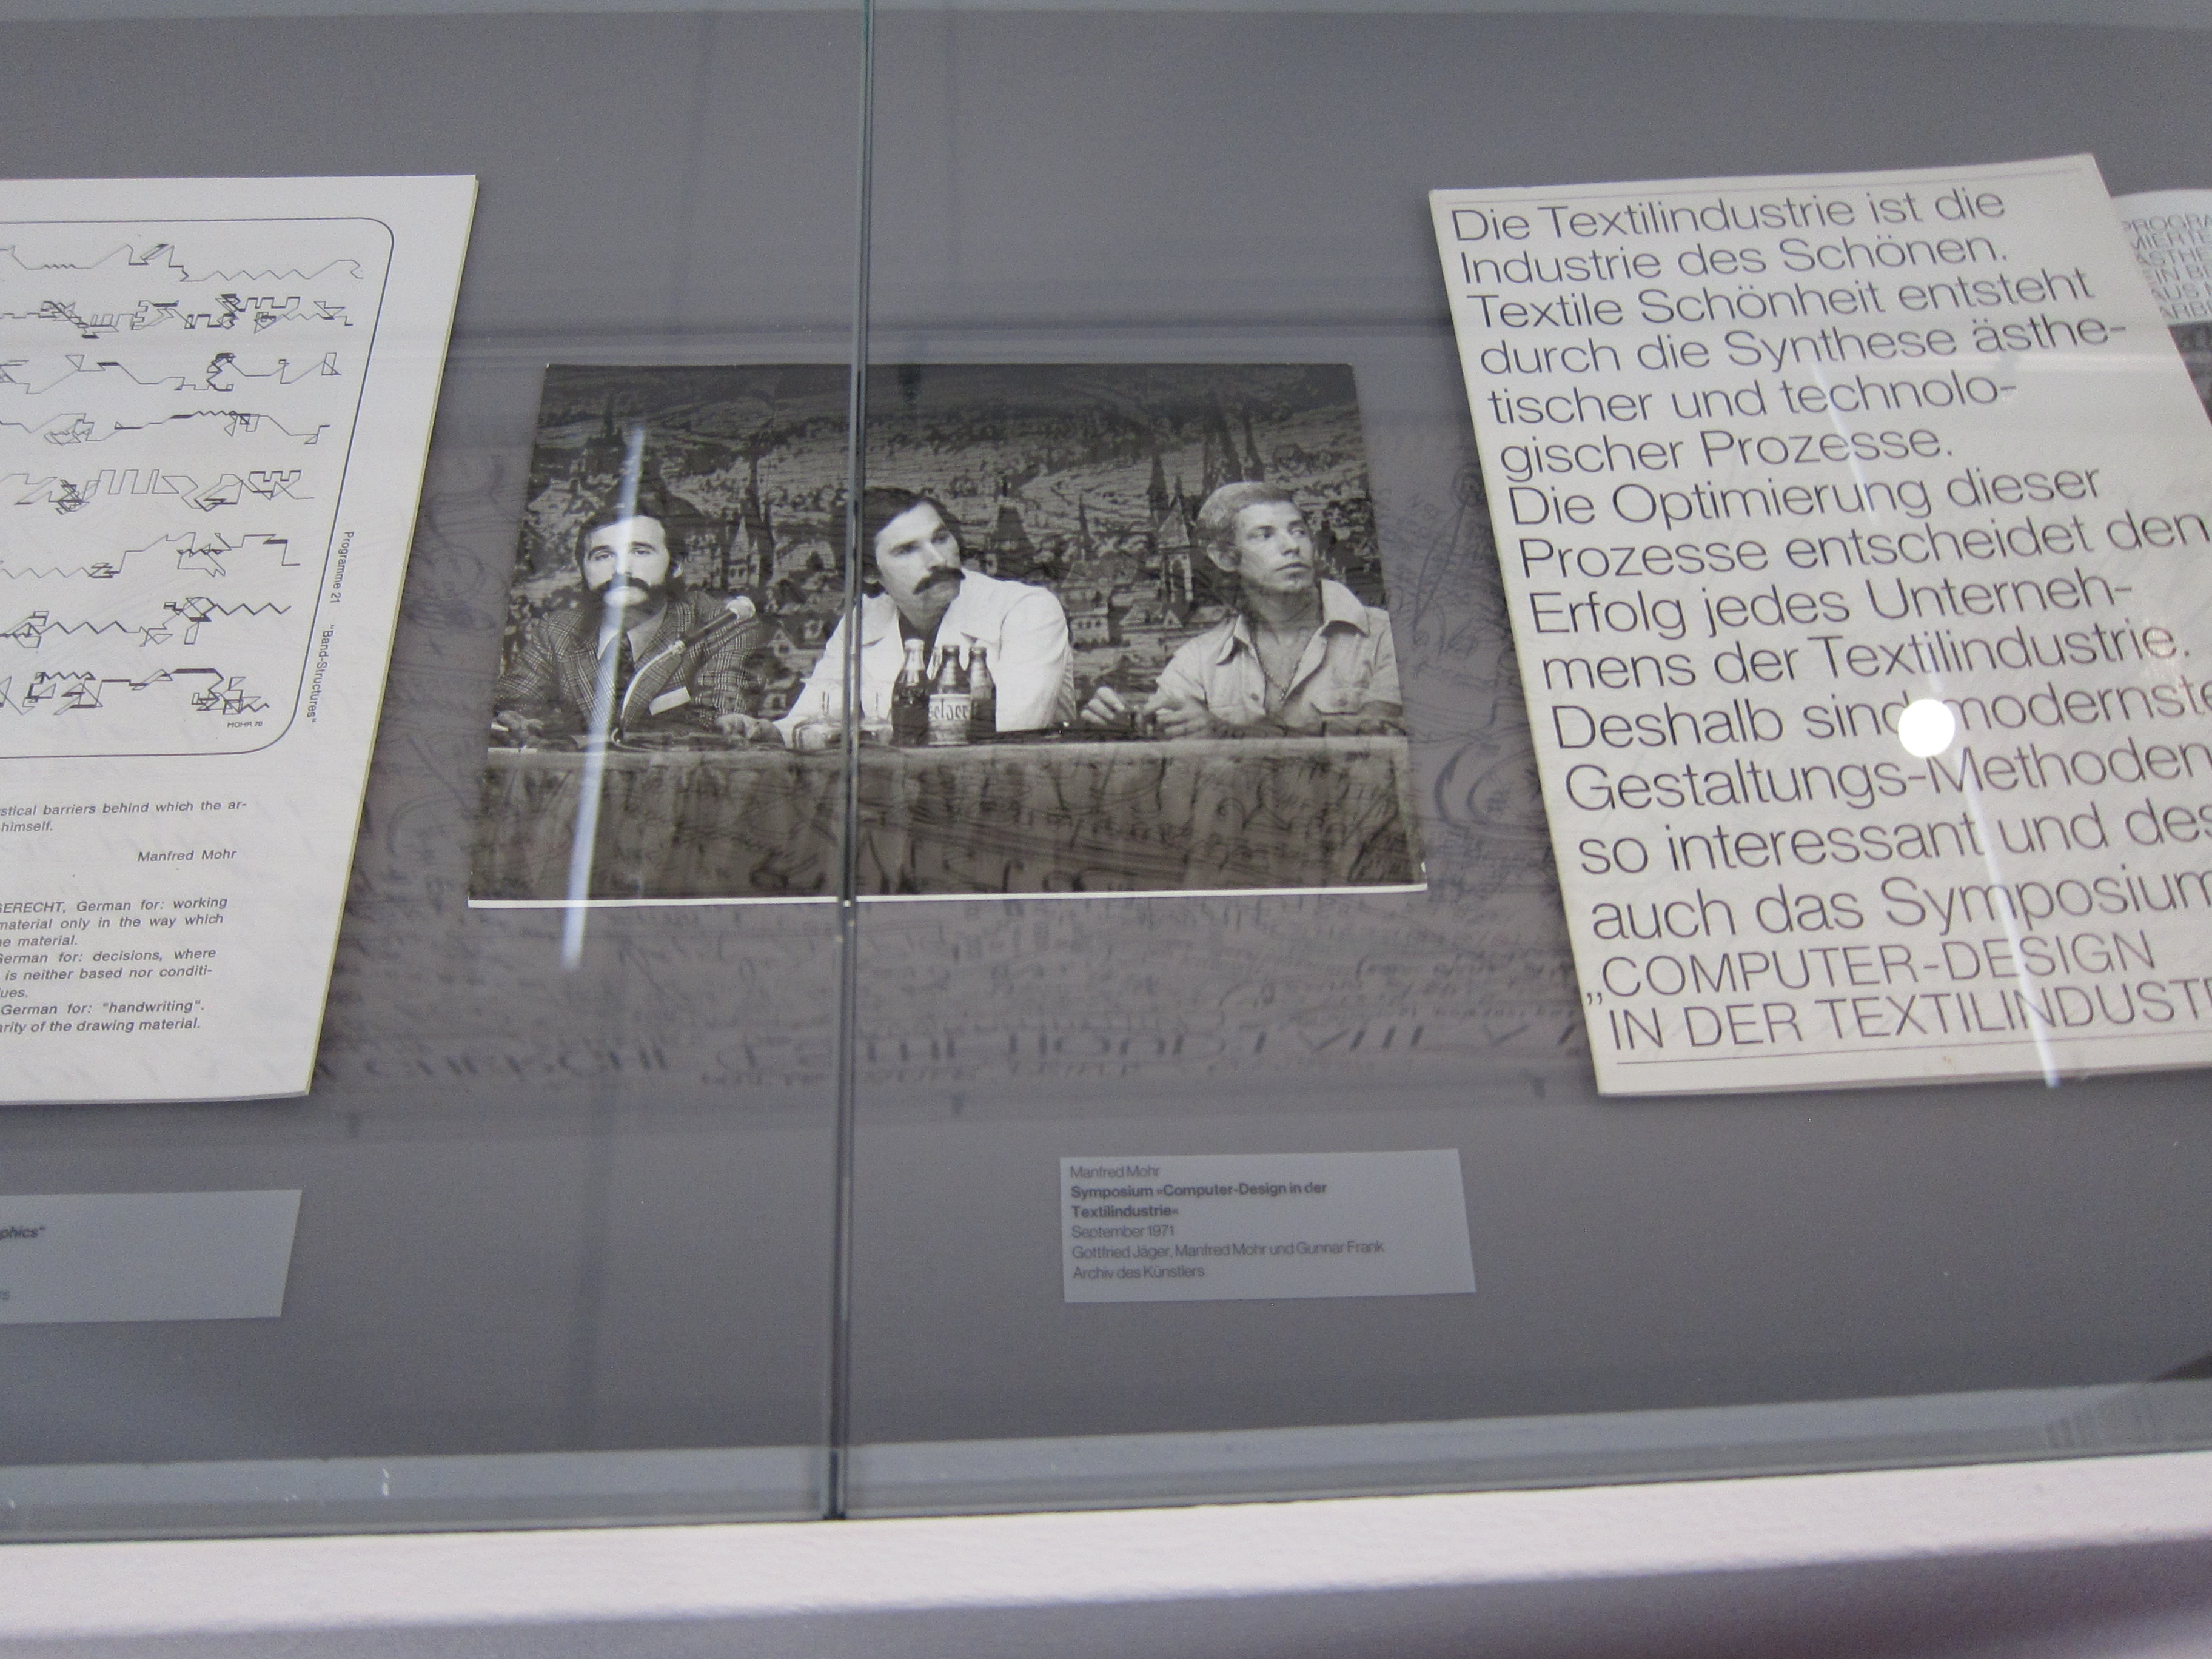 MOHR 70
Programme 21 "Band-Structures"
stical barriers behind which the ar-
himself.
Manfred Mohr
GERECHT, German for: working
material only in the way which
e material.
German for: decisions, where
is neither based nor conditi-
ues.
German for: "handwriting".
arity of the drawing material.
phics"
Manfred Mohr
Symposium »Computer-Design in der
Textilindustrie«
September 1971
Gottfried Jäger, Manfred Mohr und Gunnar Frank
Archiv des Künstlers
Die Textilindustrie ist die
Industrie des Schönen.
Textile Schönheit entsteht
durch die Synthese ästhe-
tischer und technolo-
gischer Prozesse.
Die Optimierung dieser
Prozesse entscheidet den
Erfolg jedes Unterneh-
mens der Textilindustrie.
Deshalb sind modernste
Gestaltungs-Methoden
so interessant und des
auch das Symposium
„COMPUTER-DESIGN
IN DER TEXTILINDUST
PROGRA
MIERTE
ÄSTHE